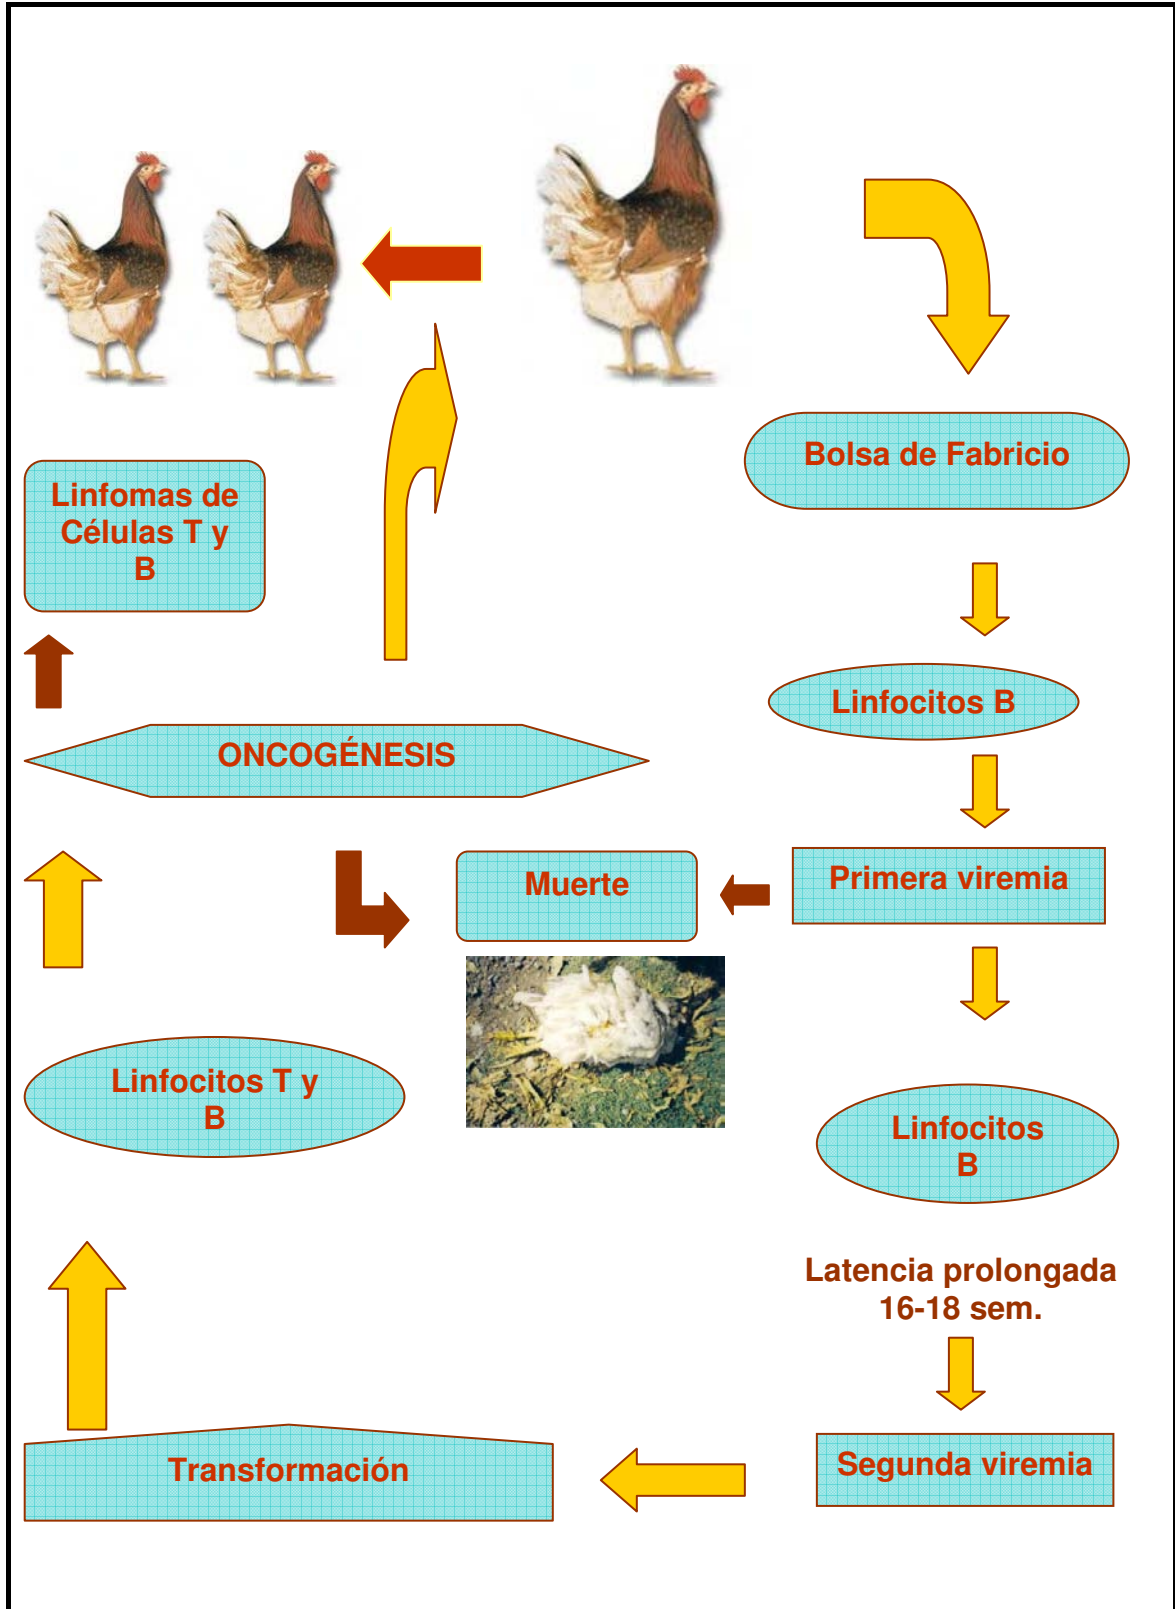 Bolsa de Fabricio
Linfomas de
Células T y
B
Linfocitos B
ONCOGÉNESIS
Muerte
Primera viremia
Linfocitos T y
B
Linfocitos
B
Latencia prolongada
16-18 sem.
Transformación
Segunda viremia